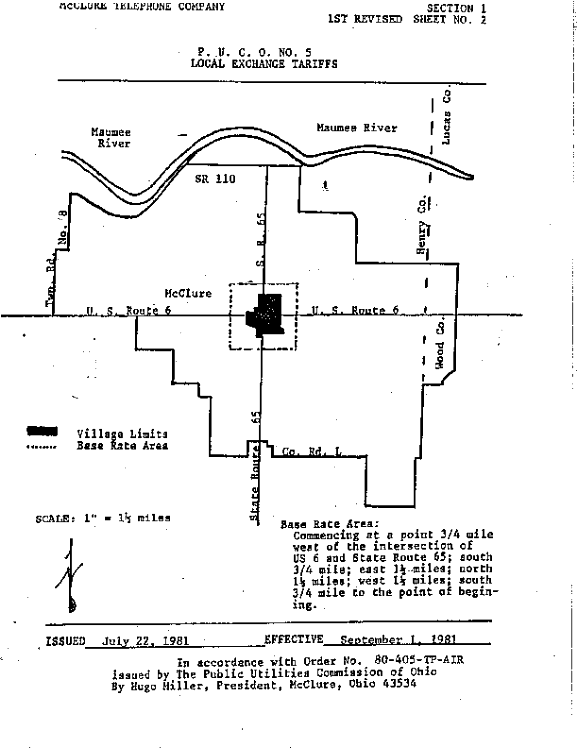 McCLURE TELEPHONE COMPANY
SECTION 1
1ST REVISED SHEET NO. 2
P. U. C. O. NO. 5
LOCAL EXCHANGE TARIFFS
Maumee
River
Maumee River
Lucas Co.
SR 110
S. R. 65
Henry Co.
Twp. Rd. No. 8
McClure
U. S. Route 6
U. S. Route 6
Wood Co.
Village Limits
Base Rate Area
State Route 65
Co. Rd. L
SCALE: 1" = 1½ miles
Base Rate Area:
Commencing at a point 3/4 mile
west of the intersection of
US 6 and State Route 65; south
3/4 mile; east 1½ miles; north
1½ miles; west 1½ miles; south
3/4 mile to the point of begin-
ing.
ISSUED July 22, 1981 EFFECTIVE September 1, 1981
In accordance with Order No. 80-405-TP-AIR
issued by The Public Utilities Commission of Ohio
By Hugo Miller, President, McClure, Ohio 43534